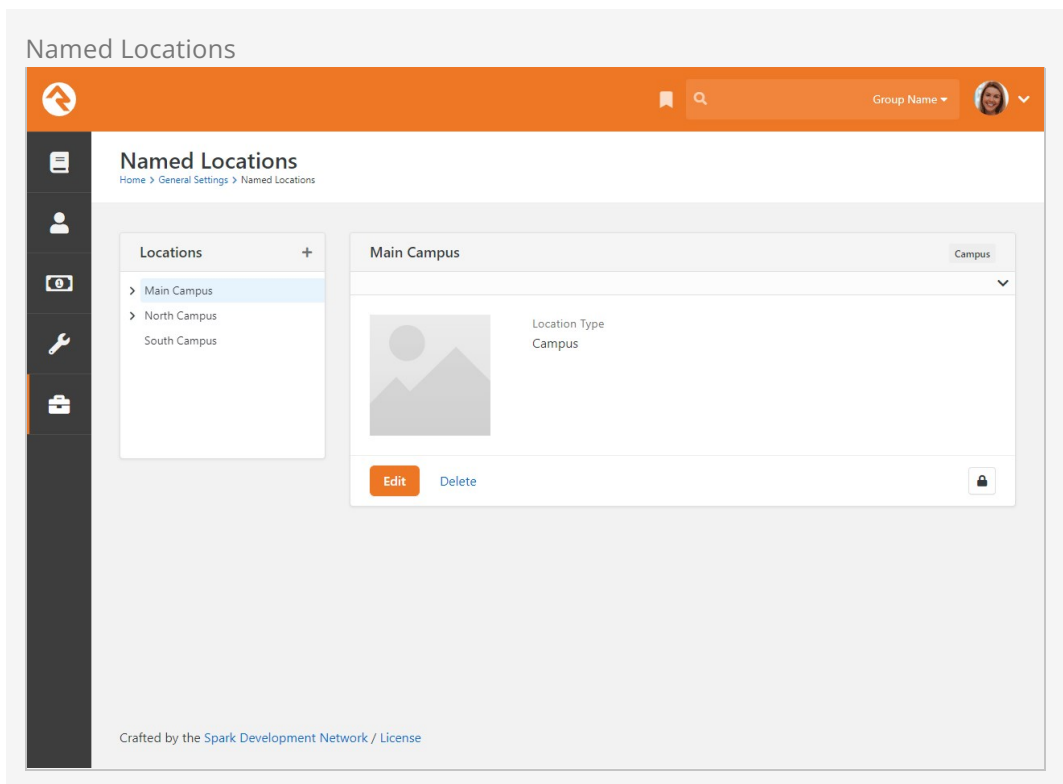 Named Locations
Group Name
Named Locations
Home > General Settings > Named Locations
Locations +
Main Campus
North Campus
South Campus
Main Campus
Campus
Location Type
Campus
Edit Delete
Crafted by the Spark Development Network / License